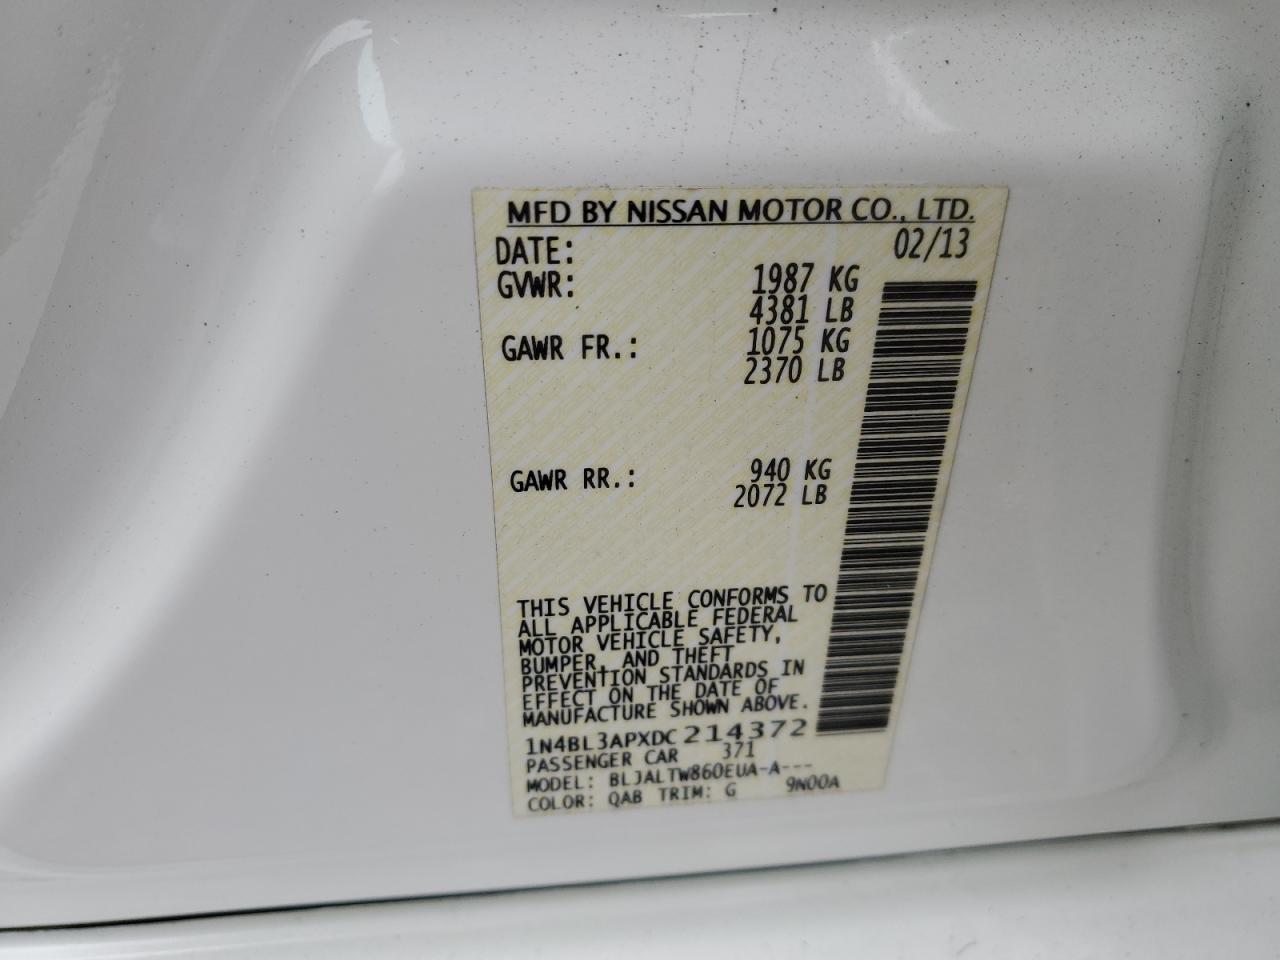 MFD BY NISSAN MOTOR CO., LTD.
DATE: 02/13
GVWR: 1987 KG
4381 LB
GAWR FR.: 1075 KG
2370 LB
GAWR RR.: 940 KG
2072 LB
THIS VEHICLE CONFORMS TO
ALL APPLICABLE FEDERAL
MOTOR VEHICLE SAFETY,
BUMPER, AND THEFT
PREVENTION STANDARDS IN
EFFECT ON THE DATE OF
MANUFACTURE SHOWN ABOVE.
1N4BL3APXDC214372
PASSENGER CAR 371
MODEL: BLJALTW860EUA-A---
COLOR: QAB TRIM: G 9N00A